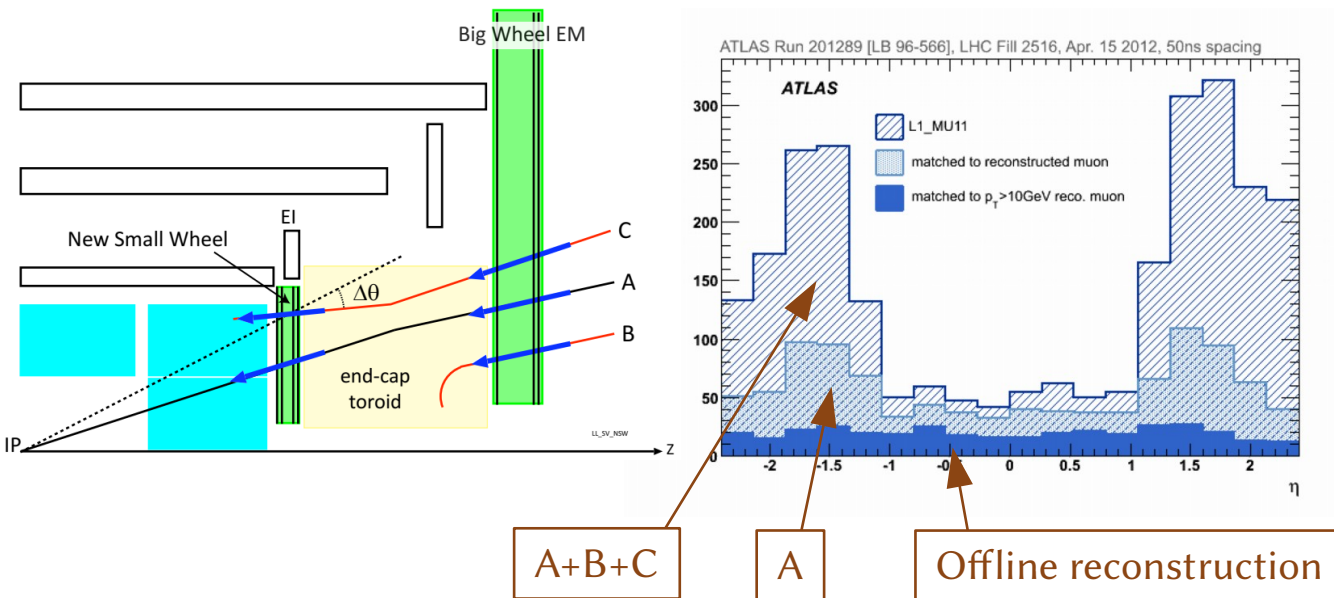 Big Wheel EM
EI
New Small Wheel
C
Δθ
A
B
end-cap
toroid
LL_SV_NSW
IP
z
ATLAS Run 201289 [LB 96-566], LHC Fill 2516, Apr. 15 2012, 50ns spacing
ATLAS
L1_MU11
matched to reconstructed muon
matched to pT>10GeV reco. muon
300
250
200
150
100
50
0
-2 -1.5 -1 -0.5 0 0.5 1 1.5 2
η
A+B+C
A
Offline reconstruction